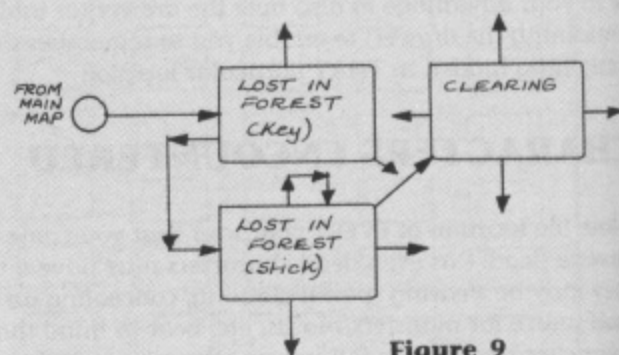 FROM
MAIN
MAP
LOST IN
FOREST
(Key)
CLEARING
LOST IN
FOREST
(Stick)
Figure 9